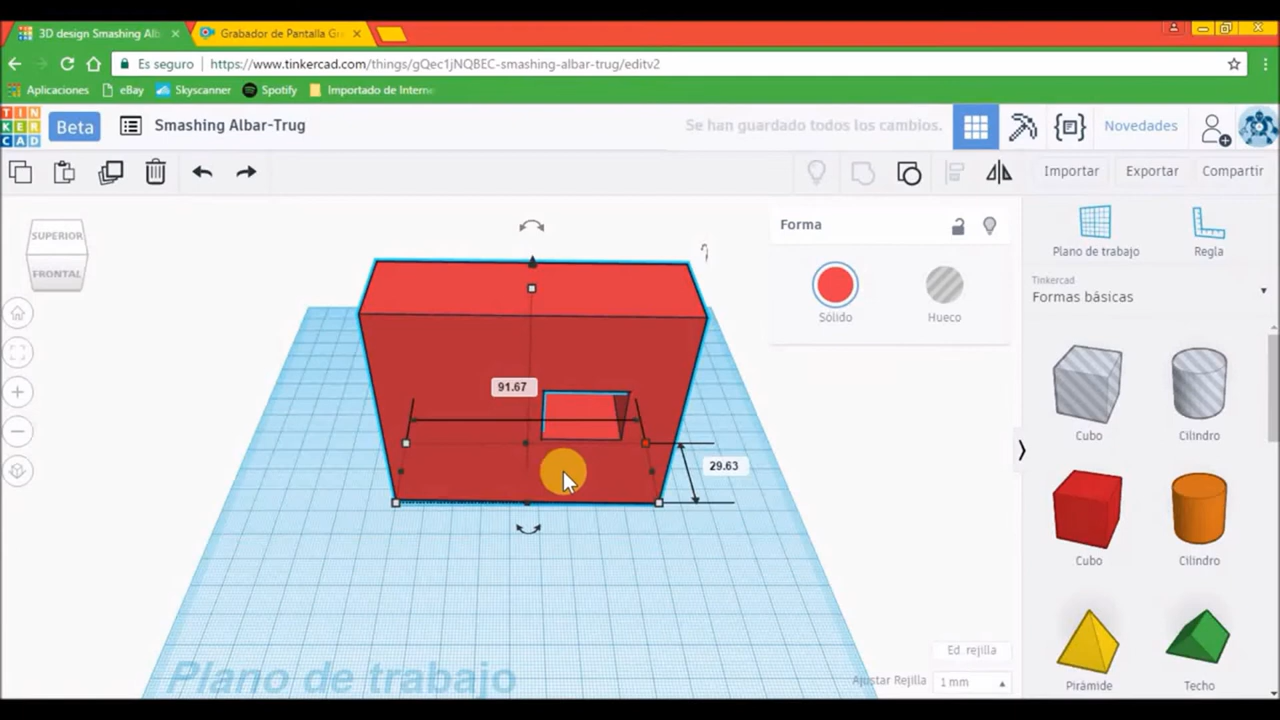 3D design Smashing Alb
Grabador de Pantalla Gr
Es seguro
https://www.tinkercad.com/things/gQec1jNQBEC-smashing-albar-trug/editv2
Aplicaciones
eBay
Skyscanner
Spotify
Importado de Interne
TIN
KER
CAD
Beta
Smashing Albar-Trug
Se han guardado todos los cambios.
Novedades
Importar
Exportar
Compartir
SUPERIOR
FRONTAL
Forma
Sólido
Hueco
Plano de trabajo
Regla
Tinkercad
Formas básicas
91.67
29.63
Cubo
Cilindro
Cubo
Cilindro
Pirámide
Techo
Plano de trabajo
Ed. rejilla
Ajustar Rejilla
1 mm